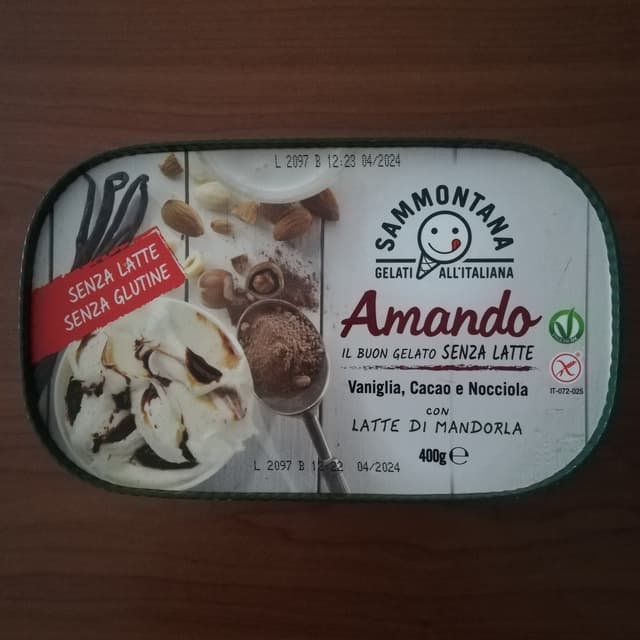 L 2097 B 12:23 04/2024
SAMMONTANA
GELATI ALL'ITALIANA
SENZA LATTE
SENZA GLUTINE
Amando
IL BUON GELATO SENZA LATTE
Vaniglia, Cacao e Nocciola
CON
LATTE DI MANDORLA
400g e
IT-072-025
L 2097 B 12:22 04/2024